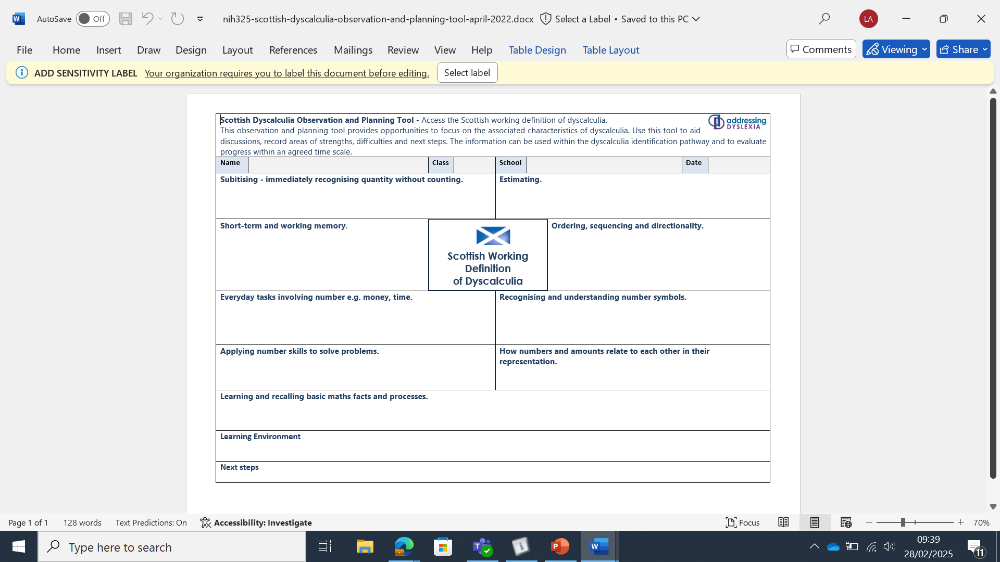 AutoSave Off nih325-scottish-dyscalculia-observation-and-planning-tool-april-2022.docx Select a Label • Saved to this PC LA
File Home Insert Draw Design Layout References Mailings Review View Help Table Design Table Layout Comments Viewing Share
ADD SENSITIVITY LABEL Your organization requires you to label this document before editing. Select label
Scottish Dyscalculia Observation and Planning Tool - Access the Scottish working definition of dyscalculia.
addressing
DYSLEXIA
This observation and planning tool provides opportunities to focus on the associated characteristics of dyscalculia. Use this tool to aid
discussions, record areas of strengths, difficulties and next steps. The information can be used within the dyscalculia identification pathway and to evaluate
progress within an agreed time scale.
Name Class School Date
Subitising - immediately recognising quantity without counting.
Estimating.
Short-term and working memory.
Scottish Working
Definition
of Dyscalculia
Ordering, sequencing and directionality.
Everyday tasks involving number e.g. money, time.
Recognising and understanding number symbols.
Applying number skills to solve problems.
How numbers and amounts relate to each other in their
representation.
Learning and recalling basic maths facts and processes.
Learning Environment
Next steps
Page 1 of 1 128 words Text Predictions: On Accessibility: Investigate Focus 70%
Type here to search
09:39
28/02/2025
11